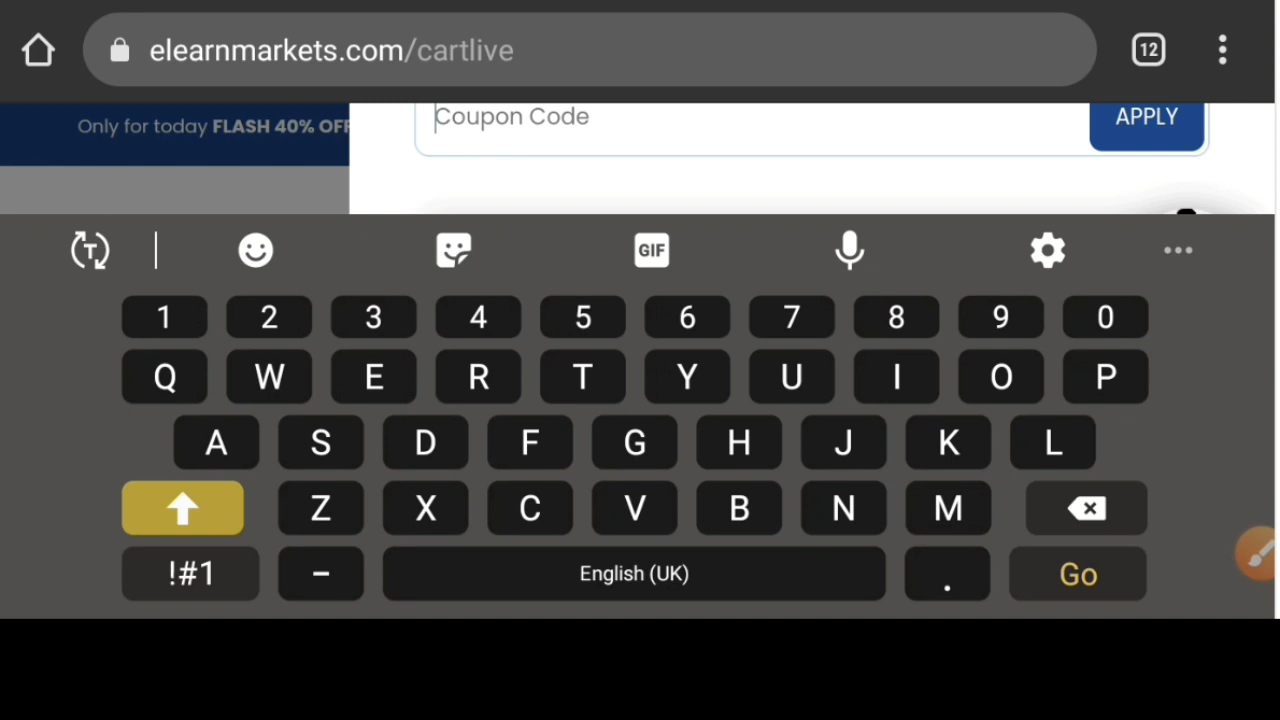 elearnmarkets.com/cartlive
12
Only for today FLASH 40% OFF
Coupon Code
APPLY
T
GIF
1 2 3 4 5 6 7 8 9 0
Q W E R T Y U I O P
A S D F G H J K L
Z X C V B N M
!#1 – English (UK) . Go